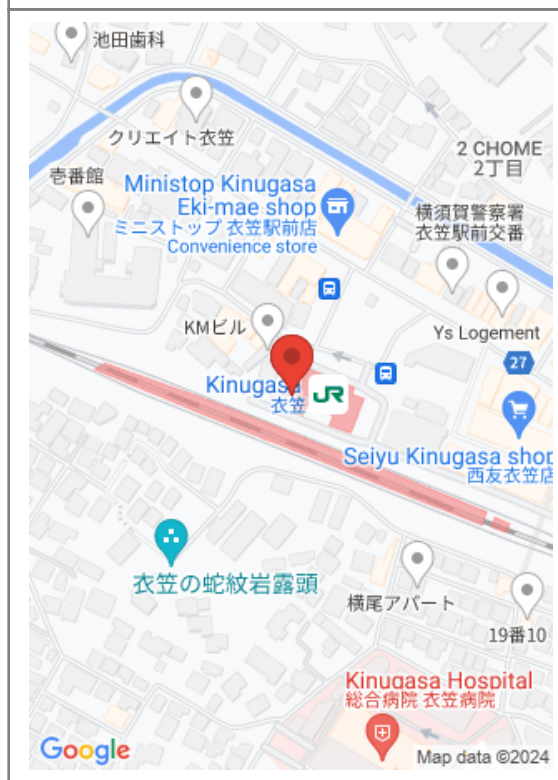 池田歯科
クリエイト衣笠
2 CHOME
2丁目
壱番館
Ministop Kinugasa
Eki-mae shop
ミニストップ 衣笠駅前店
Convenience store
横須賀警察署
衣笠駅前交番
KMビル
Ys Logement
27
Kinugasa
衣笠
JR
Seiyu Kinugasa shop
西友衣笠店
衣笠の蛇紋岩露頭
横尾アパート
19番10
Kinugasa Hospital
総合病院 衣笠病院
Google
Map data ©2024